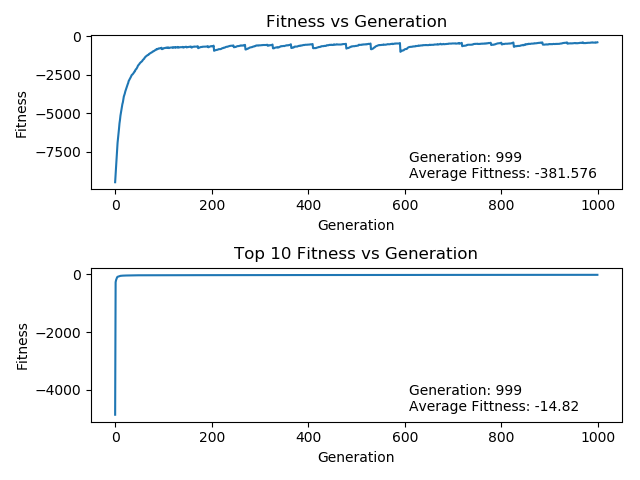 Fitness vs Generation
0
−2500
−5000
−7500
Fitness
Generation: 999
Average Fittness: -381.576
0 200 400 600 800 1000
Generation
Top 10 Fitness vs Generation
0
−2000
−4000
Fitness
Generation: 999
Average Fittness: -14.82
0 200 400 600 800 1000
Generation